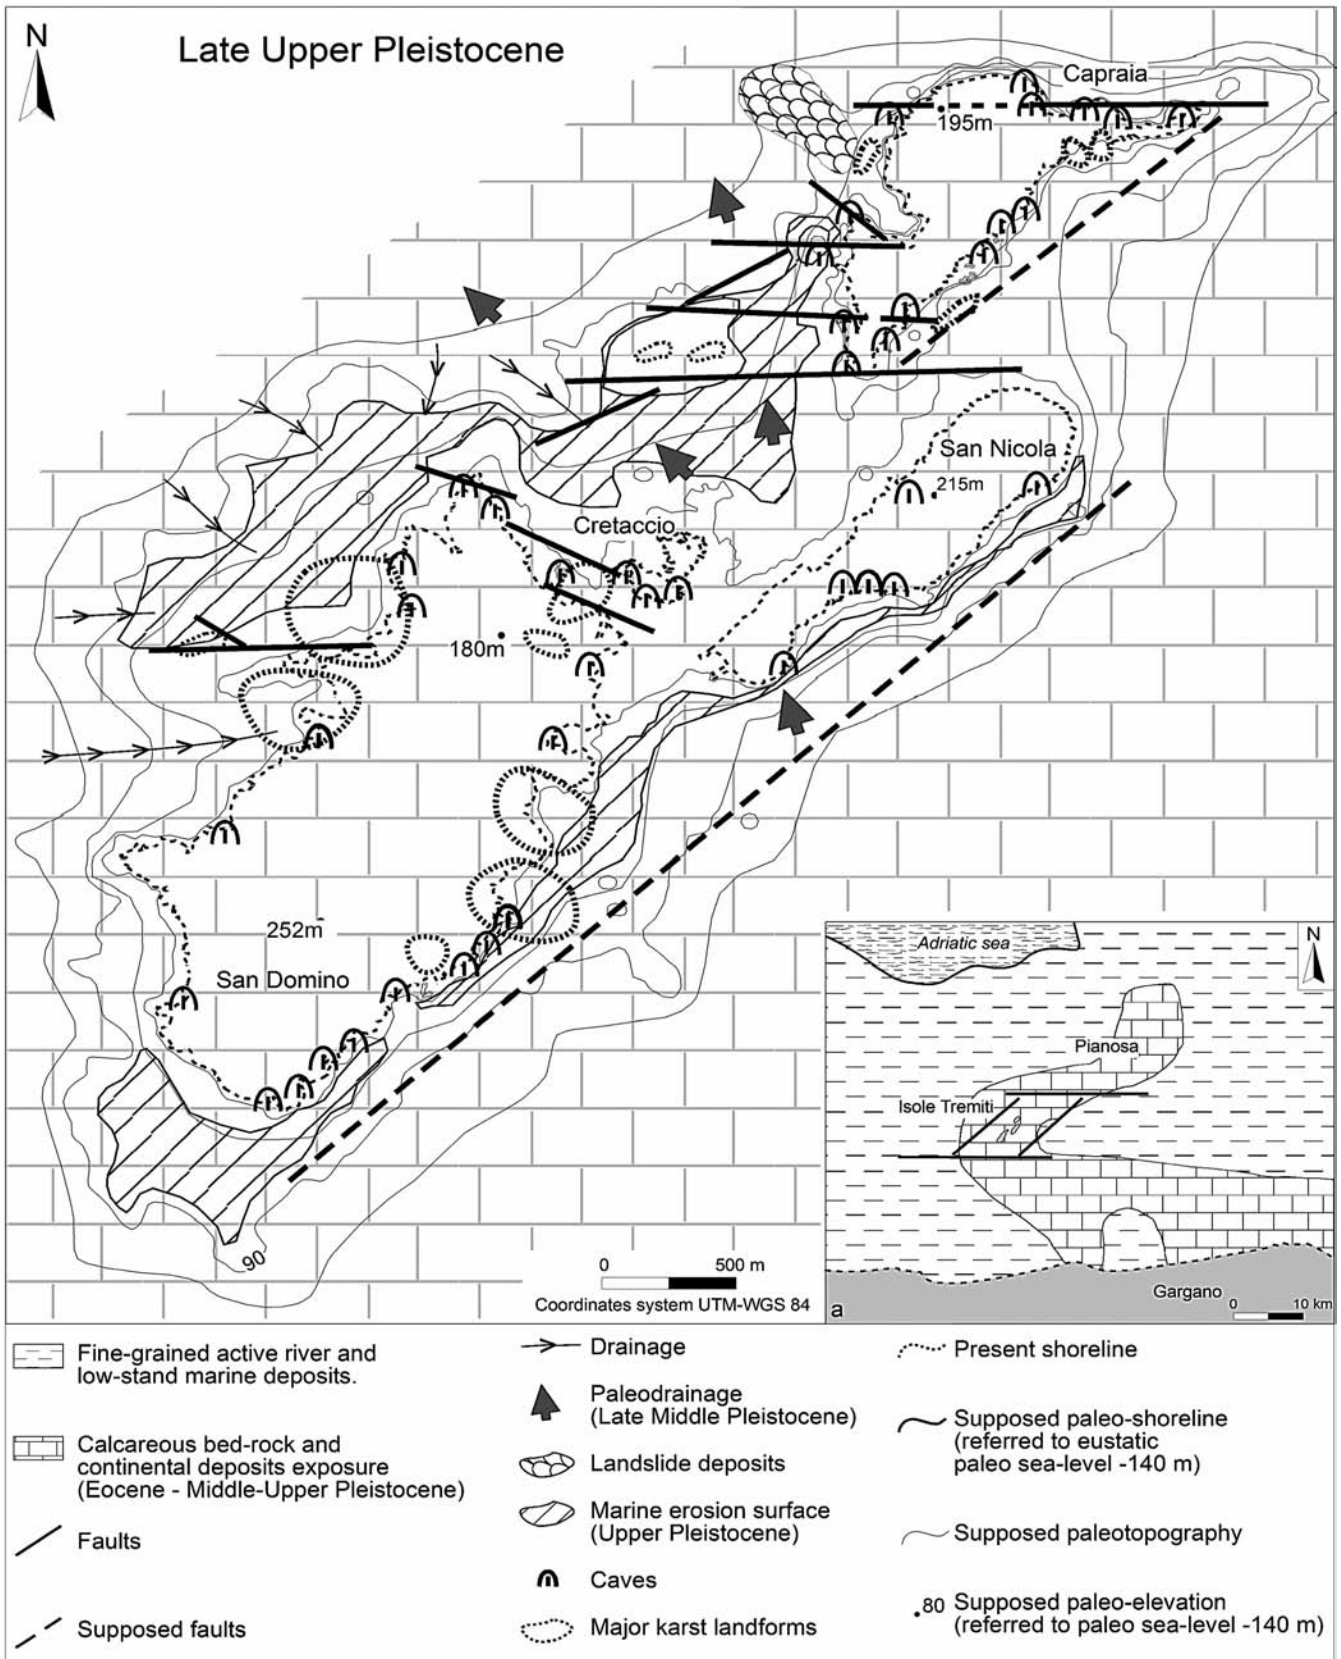 N
Late Upper Pleistocene
Capraia
195m
San Nicola
215m
Cretaccio
180m
252m
San Domino
90
0 500 m
Coordinates system UTM-WGS 84
Adriatic sea
N
Pianosa
Isole Tremiti
Gargano
a
0 10 km
Fine-grained active river and
low-stand marine deposits.
Calcareous bed-rock and
continental deposits exposure
(Eocene - Middle-Upper Pleistocene)
Faults
Supposed faults
Drainage
Paleodrainage
(Late Middle Pleistocene)
Landslide deposits
Marine erosion surface
(Upper Pleistocene)
Caves
Major karst landforms
Present shoreline
Supposed paleo-shoreline
(referred to eustatic
paleo sea-level -140 m)
Supposed paleotopography
80 Supposed paleo-elevation
(referred to paleo sea-level -140 m)